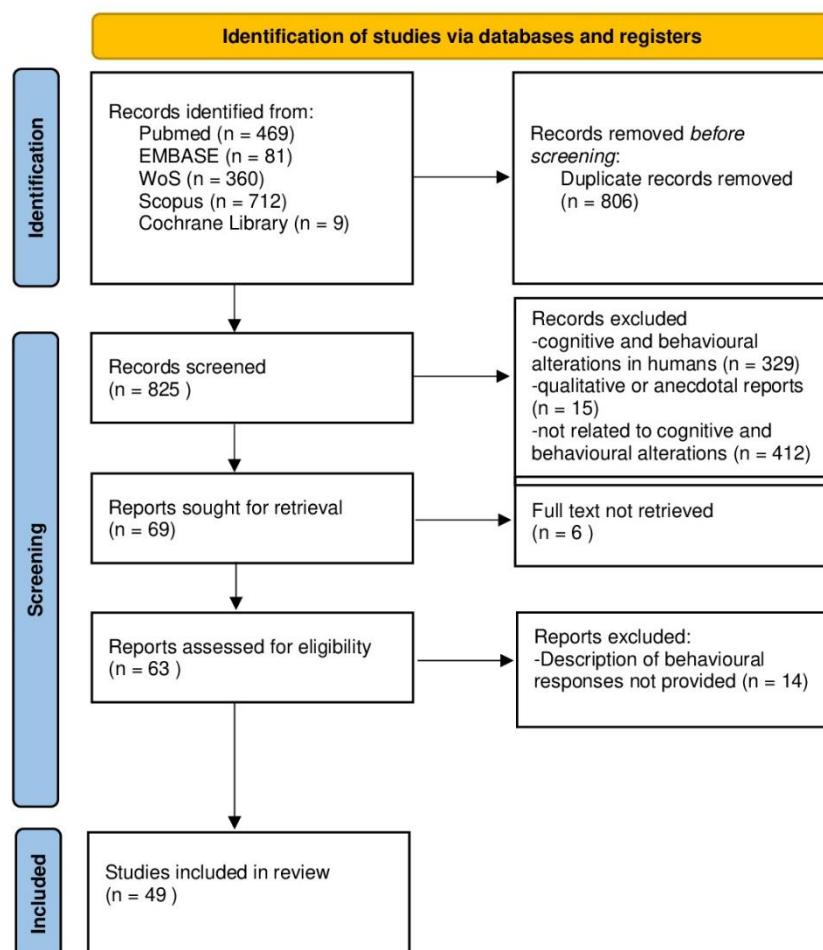 Identification of studies via databases and registers
Identification
Records identified from:
Pubmed (n = 469)
EMBASE (n = 81)
WoS (n = 360)
Scopus (n = 712)
Cochrane Library (n = 9)
Records removed before
screening:
Duplicate records removed
(n = 806)
Screening
Records screened
(n = 825 )
Records excluded
-cognitive and behavioural
alterations in humans (n = 329)
-qualitative or anecdotal reports
(n = 15)
-not related to cognitive and
behavioural alterations (n = 412)
Reports sought for retrieval
(n = 69)
Full text not retrieved
(n = 6 )
Reports assessed for eligibility
(n = 63 )
Reports excluded:
-Description of behavioural
responses not provided (n = 14)
Included
Studies included in review
(n = 49 )